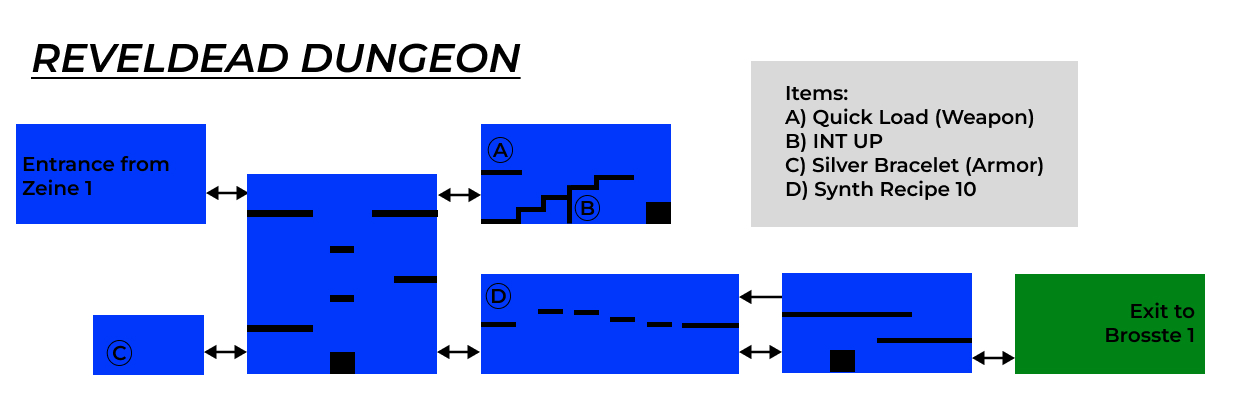 REVELDEAD DUNGEON
Items:
A) Quick Load (Weapon)
B) INT UP
C) Silver Bracelet (Armor)
D) Synth Recipe 10
Entrance from
Zeine 1
A
B
C
D
Exit to
Brosste 1